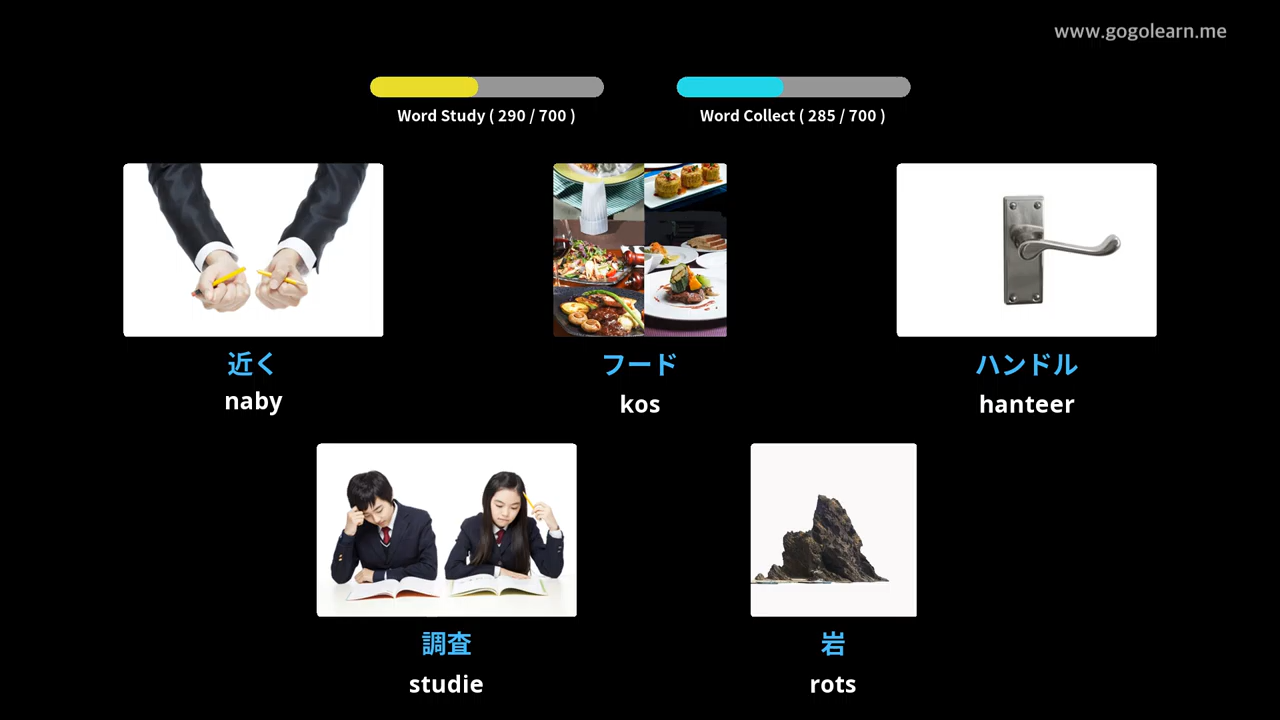 www.gogolearn.me
Word Study ( 290 / 700 )
Word Collect ( 285 / 700 )
近く
naby
フード
kos
ハンドル
hanteer
調査
studie
岩
rots